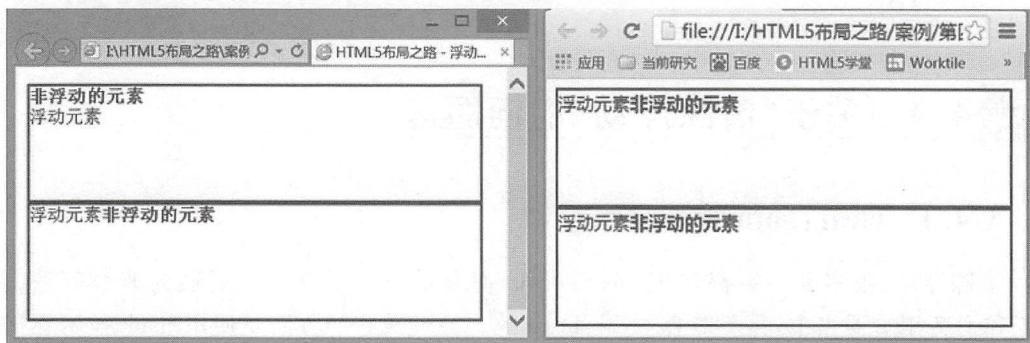 I:\HTML5布局之路\案例
HTML5布局之路 - 浮动...
非浮动的元素
浮动元素
浮动元素非浮动的元素
file:///I:/HTML5布局之路/案例/第
应用 当前研究 百度 HTML5学堂 Worktile »
浮动元素非浮动的元素
浮动元素非浮动的元素